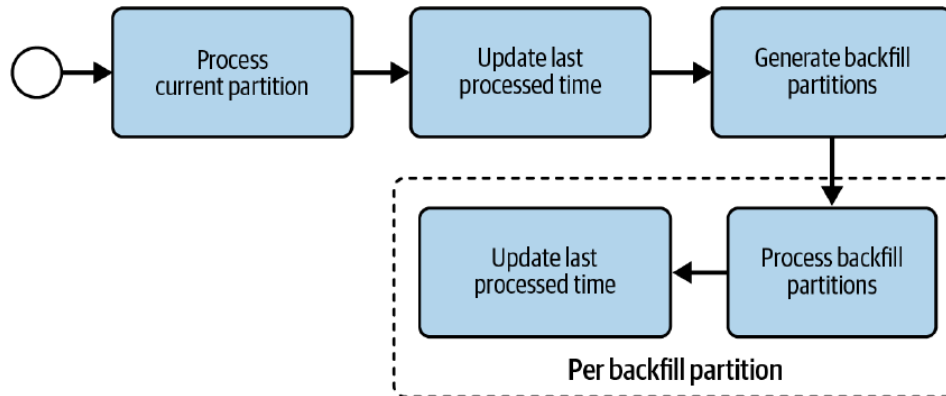 Process
current partition
Update last
processed time
Generate backfill
partitions
Update last
processed time
Process backfill
partitions
Per backfill partition